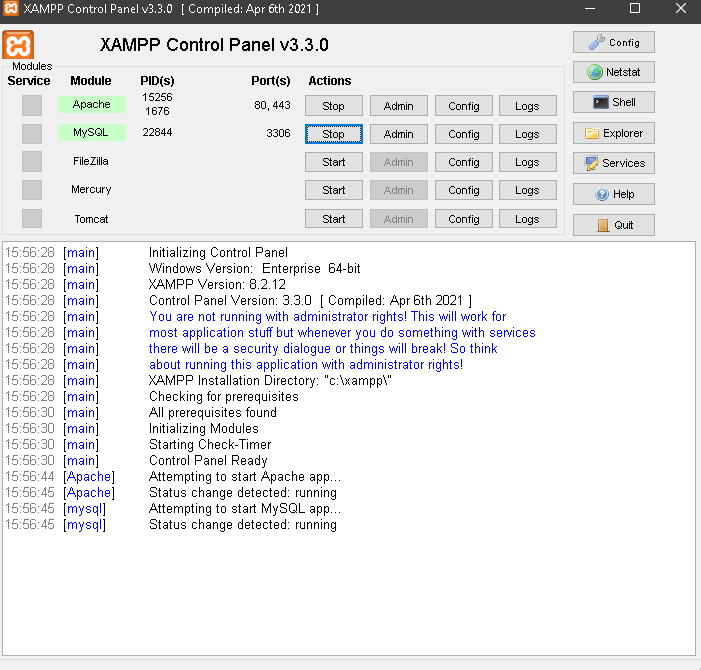 XAMPP Control Panel v3.3.0 [ Compiled: Apr 6th 2021 ]
XAMPP Control Panel v3.3.0
Config
Modules
Service Module PID(s) Port(s) Actions
Netstat
Apache 15256 1676 80, 443 Stop Admin Config Logs
Shell
MySQL 22844 3306 Stop Admin Config Logs
Explorer
FileZilla Start Admin Config Logs
Services
Mercury Start Admin Config Logs
Help
Tomcat Start Admin Config Logs
Quit
15:56:28 [main] Initializing Control Panel
15:56:28 [main] Windows Version: Enterprise 64-bit
15:56:28 [main] XAMPP Version: 8.2.12
15:56:28 [main] Control Panel Version: 3.3.0 [ Compiled: Apr 6th 2021 ]
15:56:28 [main] You are not running with administrator rights! This will work for
15:56:28 [main] most application stuff but whenever you do something with services
15:56:28 [main] there will be a security dialogue or things will break! So think
15:56:28 [main] about running this application with administrator rights!
15:56:28 [main] XAMPP Installation Directory: "c:\xampp\"
15:56:28 [main] Checking for prerequisites
15:56:30 [main] All prerequisites found
15:56:30 [main] Initializing Modules
15:56:30 [main] Starting Check-Timer
15:56:30 [main] Control Panel Ready
15:56:44 [Apache] Attempting to start Apache app...
15:56:45 [Apache] Status change detected: running
15:56:45 [mysql] Attempting to start MySQL app...
15:56:45 [mysql] Status change detected: running